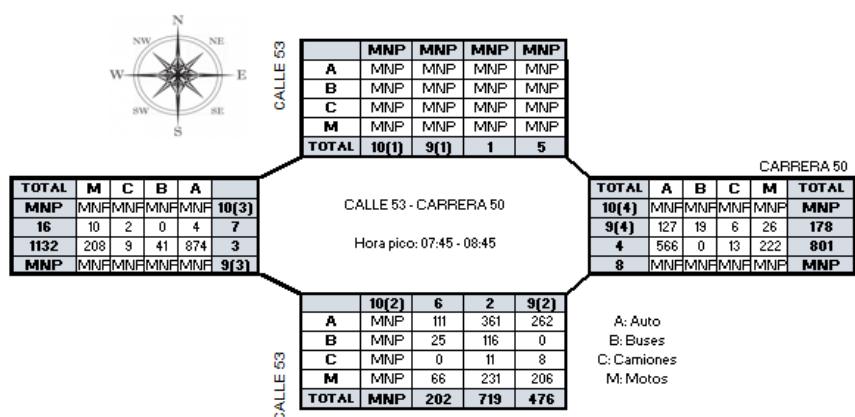 N
NW NE
W E
SW SE
S
CALLE 53
MNP MNP MNP MNP
A MNP MNP MNP MNP
B MNP MNP MNP MNP
C MNP MNP MNP MNP
M MNP MNP MNP MNP
TOTAL 10(1) 9(1) 1 5
CARRERA 50
TOTAL M C B A
MNP MNP MNP MNP MNP 10(3)
16 10 2 0 4 7
1132 208 9 41 874 3
MNP MNP MNP MNP MNP 9(3)
CALLE 53 - CARRERA 50
Hora pico: 07:45 - 08:45
TOTAL A B C M TOTAL
10(4) MNP MNP MNP MNP MNP
9(4) 127 19 6 26 178
4 566 0 13 222 801
8 MNP MNP MNP MNP MNP
CALLE 53
10(2) 6 2 9(2)
A MNP 111 361 262
B MNP 25 116 0
C MNP 0 11 8
M MNP 66 231 206
TOTAL MNP 202 719 476
A: Auto
B: Buses
C: Camiones
M: Motos